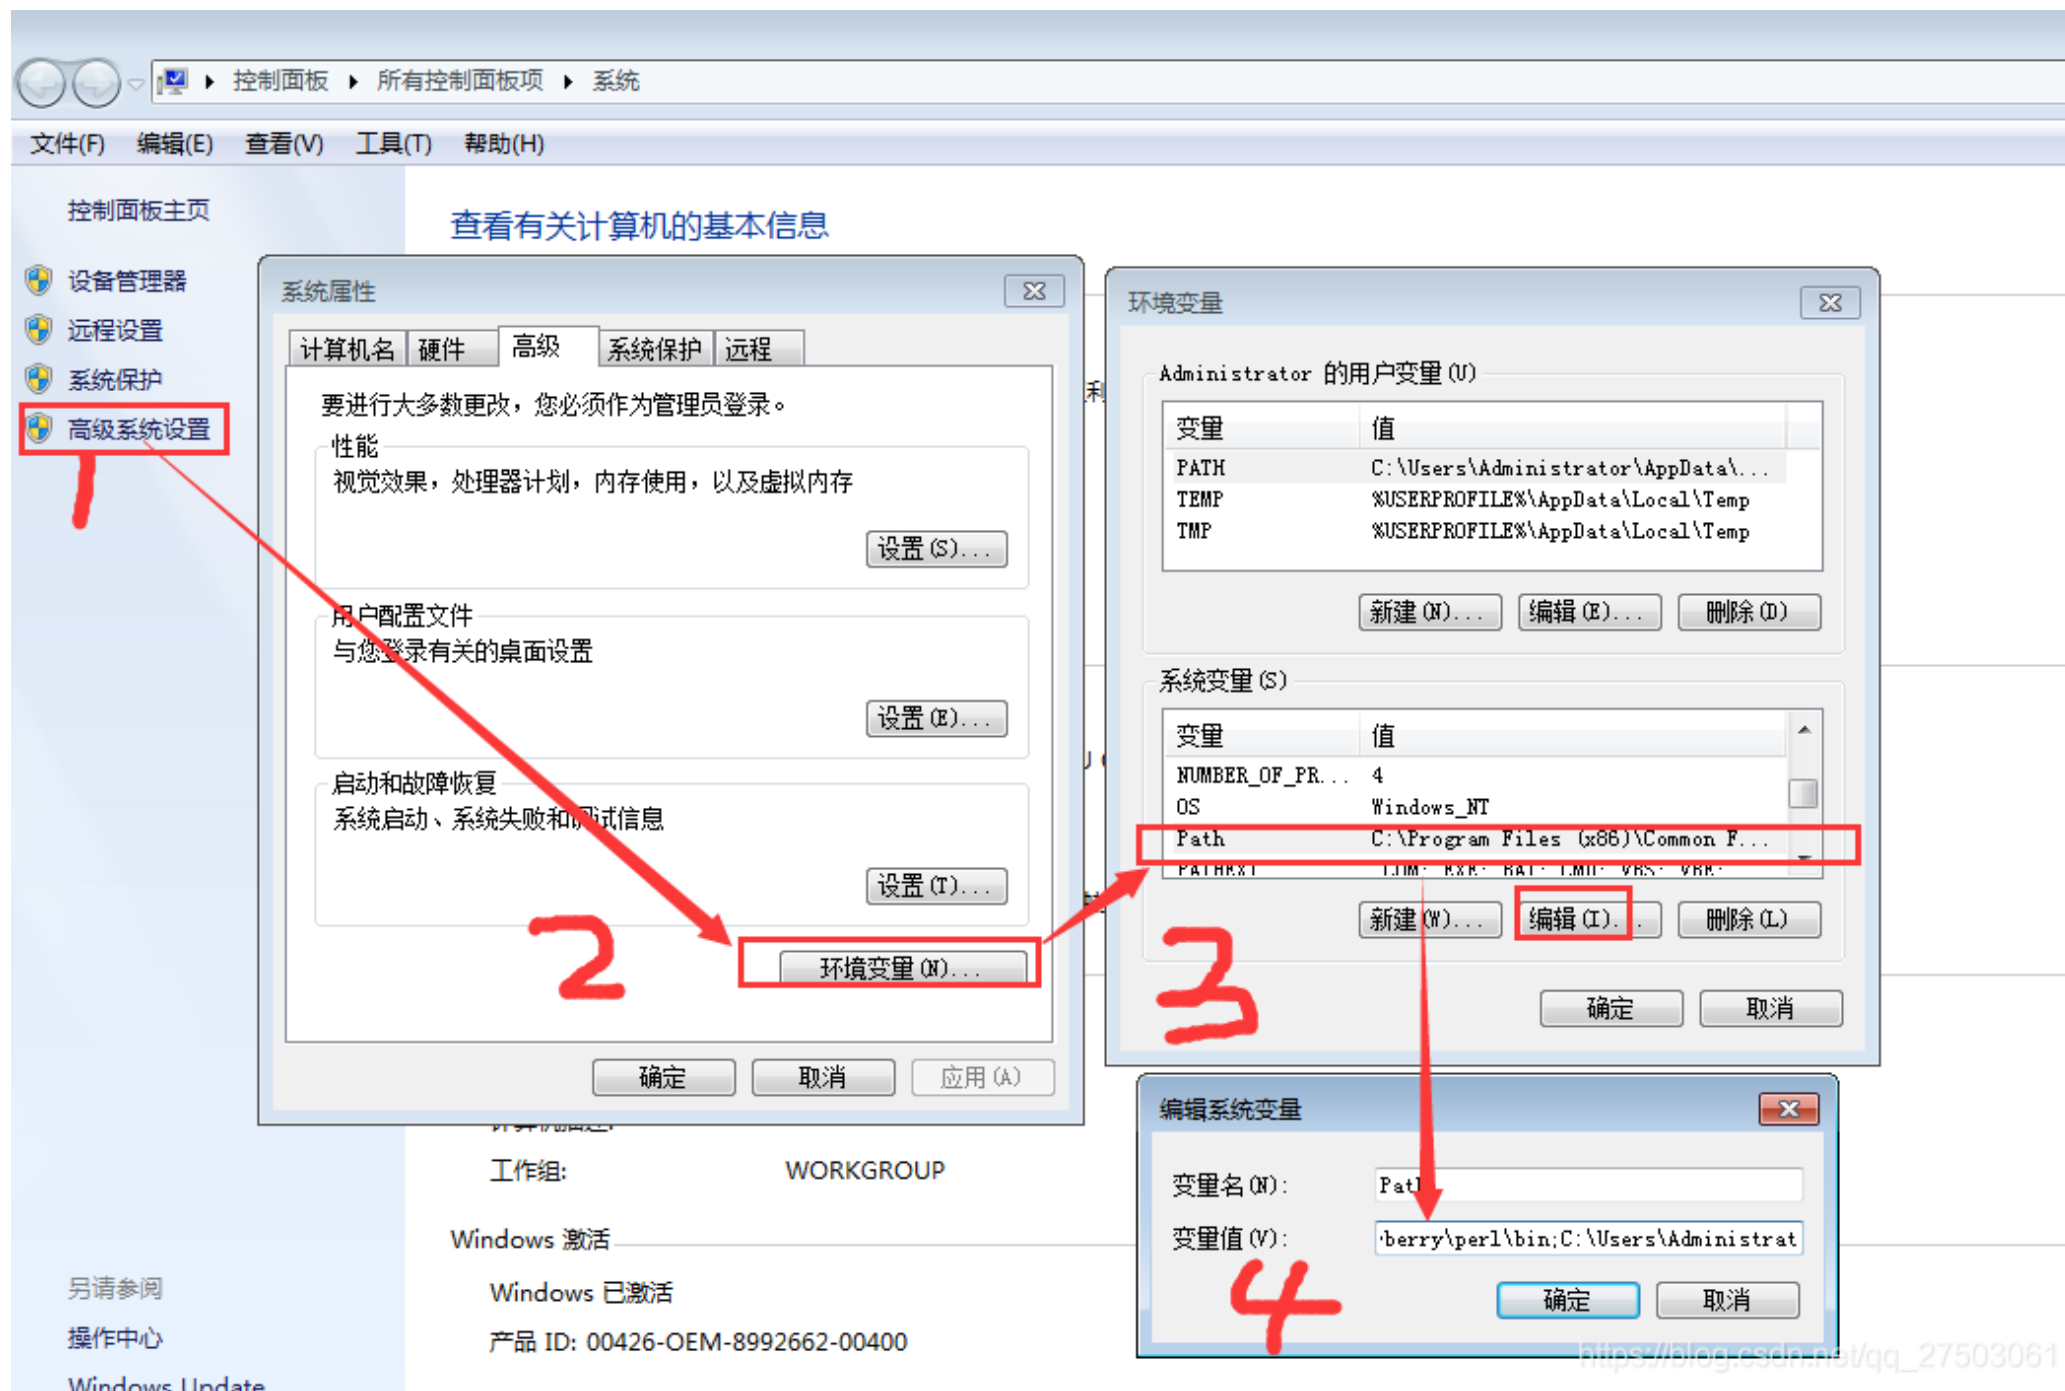 控制面板 ▸ 所有控制面板项 ▸ 系统
文件(F) 编辑(E) 查看(V) 工具(T) 帮助(H)
控制面板主页
设备管理器
远程设置
系统保护
高级系统设置
1
查看有关计算机的基本信息
系统属性
计算机名 硬件 高级 系统保护 远程
要进行大多数更改，您必须作为管理员登录。
性能
视觉效果，处理器计划，内存使用，以及虚拟内存
设置(S)...
用户配置文件
与您登录有关的桌面设置
设置(E)...
启动和故障恢复
系统启动、系统失败和调试信息
设置(T)...
2
环境变量(N)...
确定 取消 应用(A)
环境变量
Administrator 的用户变量(U)
变量 值
PATH C:\Users\Administrator\AppData\...
TEMP %USERPROFILE%\AppData\Local\Temp
TMP %USERPROFILE%\AppData\Local\Temp
新建(N)... 编辑(E)... 删除(D)
系统变量(S)
变量 值
NUMBER_OF_PR... 4
OS Windows_NT
Path C:\Program Files (x86)\Common F...
新建(W)... 编辑(I)... 删除(L)
3
确定 取消
编辑系统变量
变量名(N): Path
变量值(V): berry\perl\bin;C:\Users\Administrat
4
确定 取消
工作组: WORKGROUP
Windows 激活
Windows 已激活
产品 ID: 00426-OEM-8992662-00400
另请参阅
操作中心
Windows Update
https://blog.csdn.net/qq_27503061